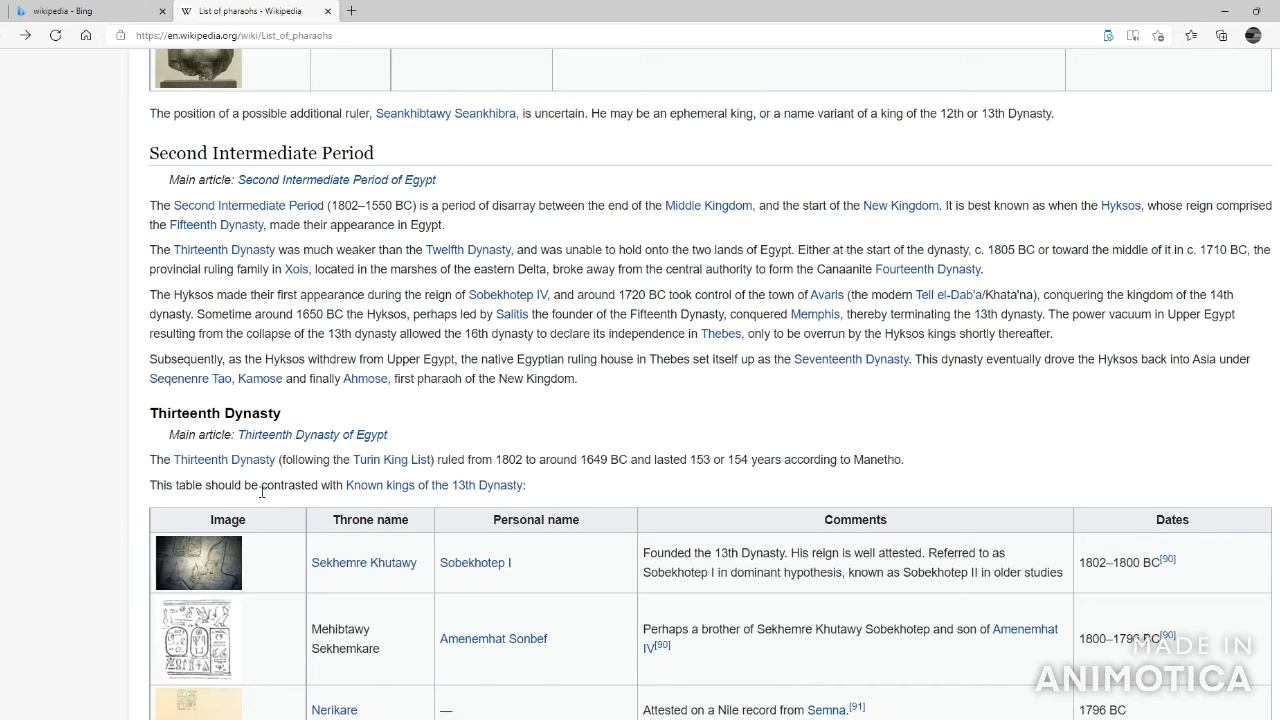 wikipedia - Bing
List of pharaohs - Wikipedia
https://en.wikipedia.org/wiki/List_of_pharaohs
The position of a possible additional ruler, Seankhibtawy Seankhibra, is uncertain. He may be an ephemeral king, or a name variant of a king of the 12th or 13th Dynasty.
Second Intermediate Period
Main article: Second Intermediate Period of Egypt
The Second Intermediate Period (1802–1550 BC) is a period of disarray between the end of the Middle Kingdom, and the start of the New Kingdom. It is best known as when the Hyksos, whose reign comprised
the Fifteenth Dynasty, made their appearance in Egypt.
The Thirteenth Dynasty was much weaker than the Twelfth Dynasty, and was unable to hold onto the two lands of Egypt. Either at the start of the dynasty, c. 1805 BC or toward the middle of it in c. 1710 BC, the
provincial ruling family in Xois, located in the marshes of the eastern Delta, broke away from the central authority to form the Canaanite Fourteenth Dynasty.
The Hyksos made their first appearance during the reign of Sobekhotep IV, and around 1720 BC took control of the town of Avaris (the modern Tell el-Dab'a/Khata'na), conquering the kingdom of the 14th
dynasty. Sometime around 1650 BC the Hyksos, perhaps led by Salitis the founder of the Fifteenth Dynasty, conquered Memphis, thereby terminating the 13th dynasty. The power vacuum in Upper Egypt
resulting from the collapse of the 13th dynasty allowed the 16th dynasty to declare its independence in Thebes, only to be overrun by the Hyksos kings shortly thereafter.
Subsequently, as the Hyksos withdrew from Upper Egypt, the native Egyptian ruling house in Thebes set itself up as the Seventeenth Dynasty. This dynasty eventually drove the Hyksos back into Asia under
Seqenenre Tao, Kamose and finally Ahmose, first pharaoh of the New Kingdom.
Thirteenth Dynasty
Main article: Thirteenth Dynasty of Egypt
The Thirteenth Dynasty (following the Turin King List) ruled from 1802 to around 1649 BC and lasted 153 or 154 years according to Manetho.
This table should be contrasted with Known kings of the 13th Dynasty:
Image Throne name Personal name Comments Dates
Sekhemre Khutawy Sobekhotep I Founded the 13th Dynasty. His reign is well attested. Referred to as
Sobekhotep I in dominant hypothesis, known as Sobekhotep II in older studies 1802–1800 BC[90]
Mehibtawy
Sekhemkare Amenemhat Sonbef Perhaps a brother of Sekhemre Khutawy Sobekhotep and son of Amenemhat
IV[90] 1800–1796 BC[90]
Nerikare — Attested on a Nile record from Semna.[91] 1796 BC
MADE IN
ANIMOTICA